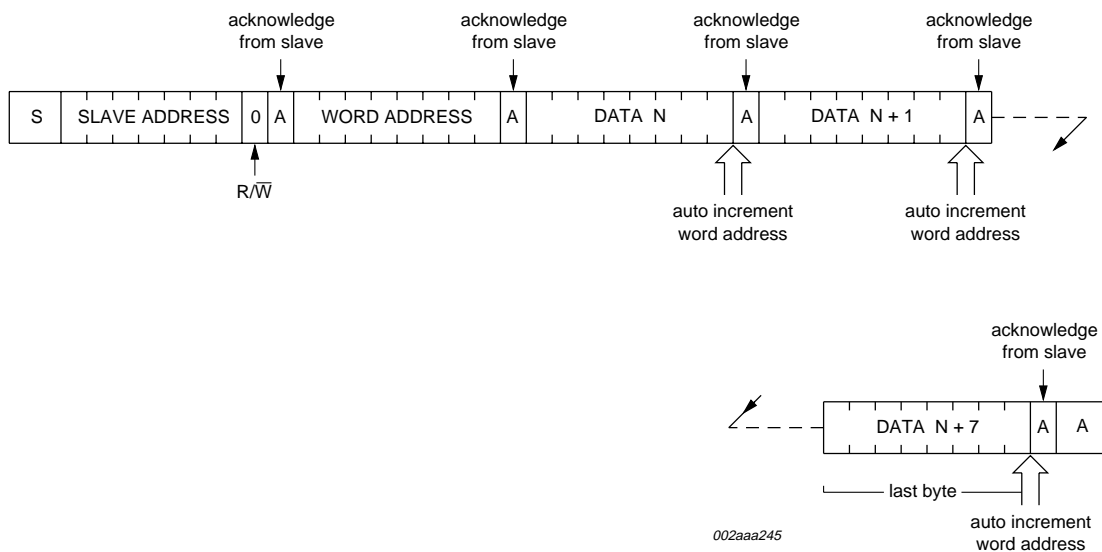 acknowledge
from slave
acknowledge
from slave
acknowledge
from slave
acknowledge
from slave
S SLAVE ADDRESS 0 A WORD ADDRESS A DATA N A DATA N + 1 A
R/W̅
auto increment
word address
auto increment
word address
acknowledge
from slave
DATA N + 7 A A
last byte
auto increment
word address
002aaa245